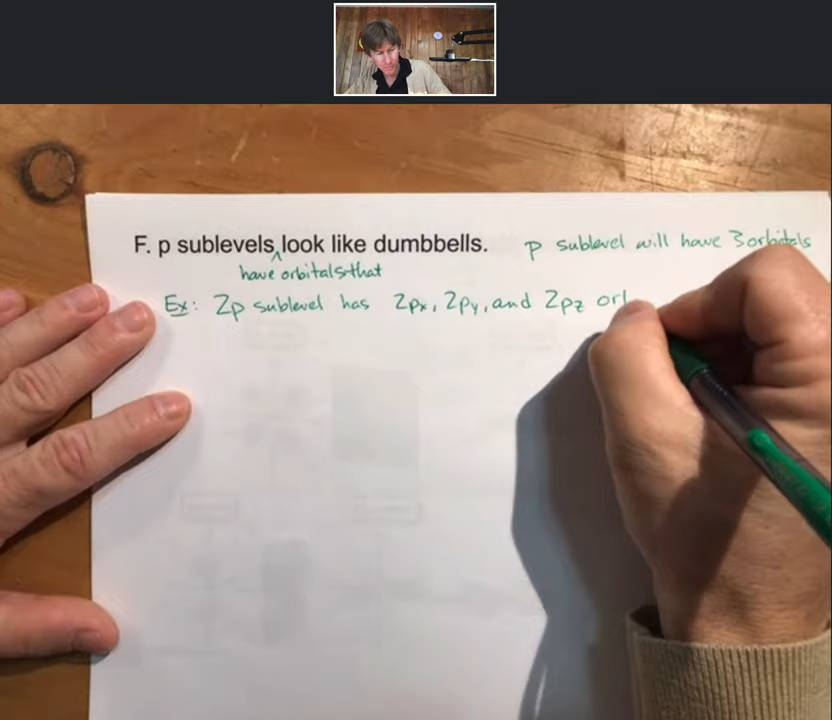 F. p sublevels look like dumbbells. p sublevel will have 3 orbitals
^
have orbitals that
Ex: 2p sublevel has 2px, 2py, and 2pz orb